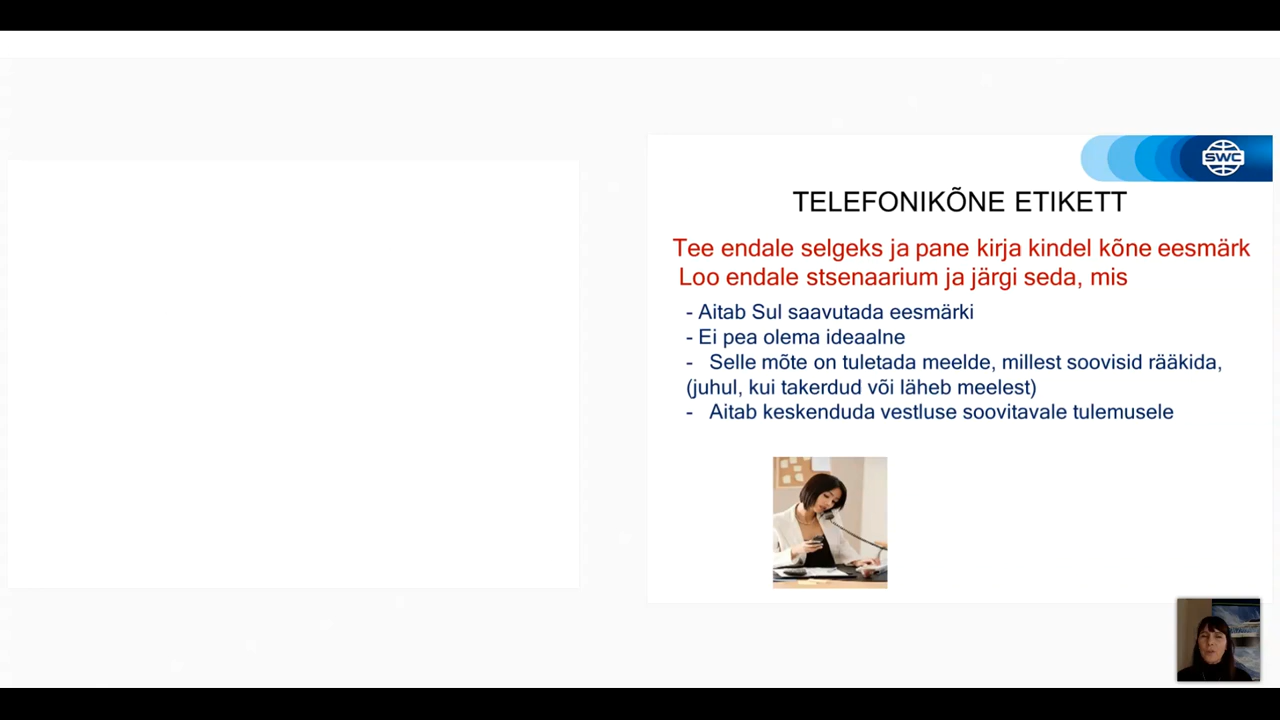 SWC
TELEFONIKÕNE ETIKETT
Tee endale selgeks ja pane kirja kindel kõne eesmärk
Loo endale stsenaarium ja järgi seda, mis
- Aitab Sul saavutada eesmärki
- Ei pea olema ideaalne
- Selle mõte on tuletada meelde, millest soovisid rääkida,
(juhul, kui takerdud või läheb meelest)
- Aitab keskenduda vestluse soovitavale tulemusele